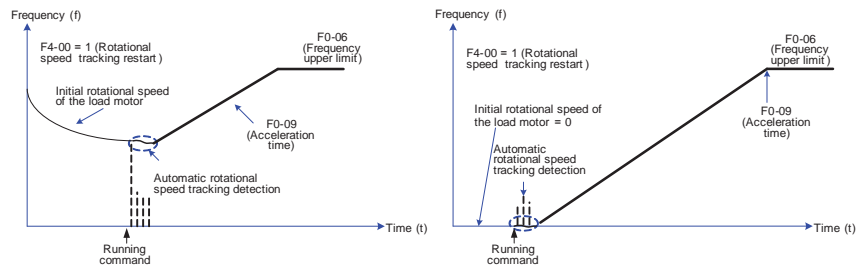 Frequency (f)
F4-00 = 1 (Rotational
speed tracking restart)
Initial rotational speed
of the load motor
F0-06
(Frequency
upper limit)
F0-09
(Acceleration
time)
Automatic rotational
speed tracking detection
Time (t)
Running
command
Frequency (f)
F4-00 = 1 (Rotational
speed tracking restart)
F0-06
(Frequency
upper limit)
Initial rotational speed of
the load motor = 0
F0-09
(Acceleration
time)
Automatic
rotational speed
tracking detection
Time (t)
Running
command